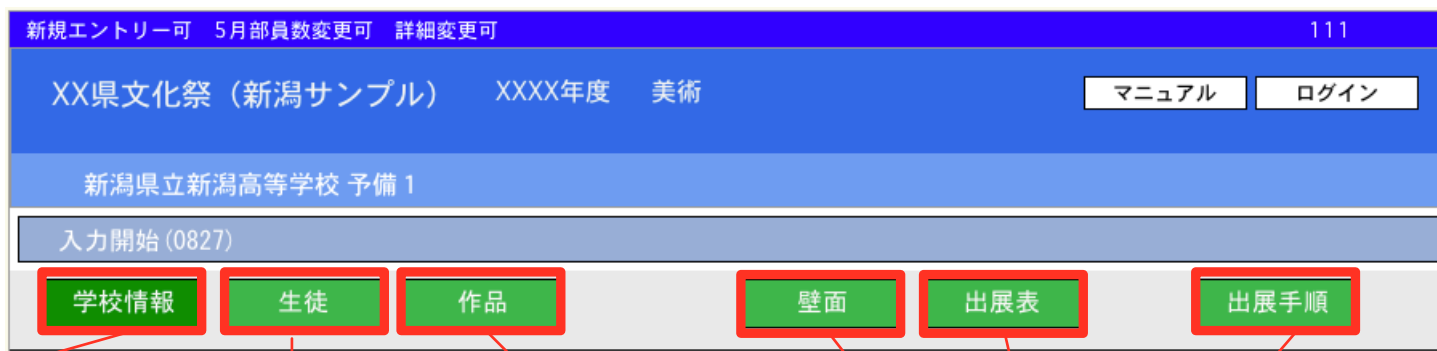 新規エントリー可 5月部員数変更可 詳細変更可 111
XX県文化祭（新潟サンプル） XXXX年度 美術 マニュアル ログイン
新潟県立新潟高等学校 予備1
入力開始(0827)
学校情報 生徒 作品 壁面 出展表 出展手順